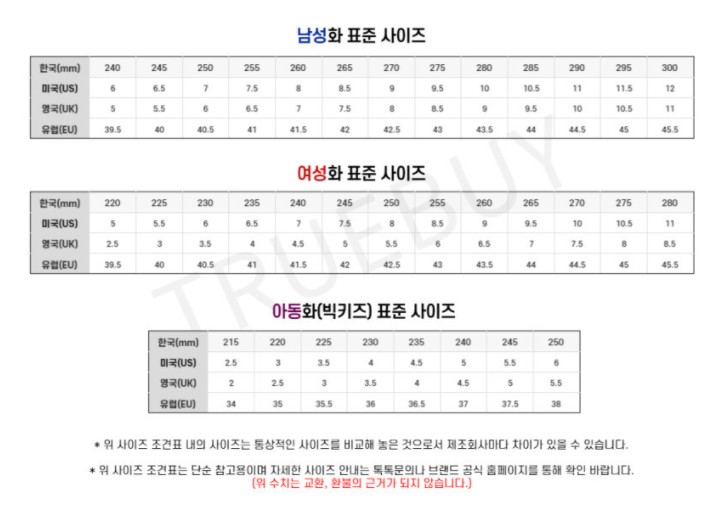 남성화 표준 사이즈
한국(mm) 240 245 250 255 260 265 270 275 280 285 290 295 300
미국(US) 6 6.5 7 7.5 8 8.5 9 9.5 10 10.5 11 11.5 12
영국(UK) 5 5.5 6 6.5 7 7.5 8 8.5 9 9.5 10 10.5 11
유럽(EU) 39.5 40 40.5 41 41.5 42 42.5 43 43.5 44 44.5 45 45.5
여성화 표준 사이즈
한국(mm) 220 225 230 235 240 245 250 255 260 265 270 275 280
미국(US) 5 5.5 6 6.5 7 7.5 8 8.5 9 9.5 10 10.5 11
영국(UK) 2.5 3 3.5 4 4.5 5 5.5 6 6.5 7 7.5 8 8.5
유럽(EU) 39.5 40 40.5 41 41.5 42 42.5 43 43.5 44 44.5 45 45.5
TRUEBUY
아동화(빅키즈) 표준 사이즈
한국(mm) 215 220 225 230 235 240 245 250
미국(US) 2.5 3 3.5 4 4.5 5 5.5 6
영국(UK) 2 2.5 3 3.5 4 4.5 5 5.5
유럽(EU) 34 35 35.5 36 36.5 37 37.5 38
* 위 사이즈 조견표 내의 사이즈는 통상적인 사이즈를 비교해 놓은 것으로서 제조회사마다 차이가 있을 수 있습니다.
* 위 사이즈 조견표는 단순 참고용이며 자세한 사이즈 안내는 톡톡문의나 브랜드 공식 홈페이지를 통해 확인 바랍니다.
(위 수치는 교환, 환불의 근거가 되지 않습니다.)